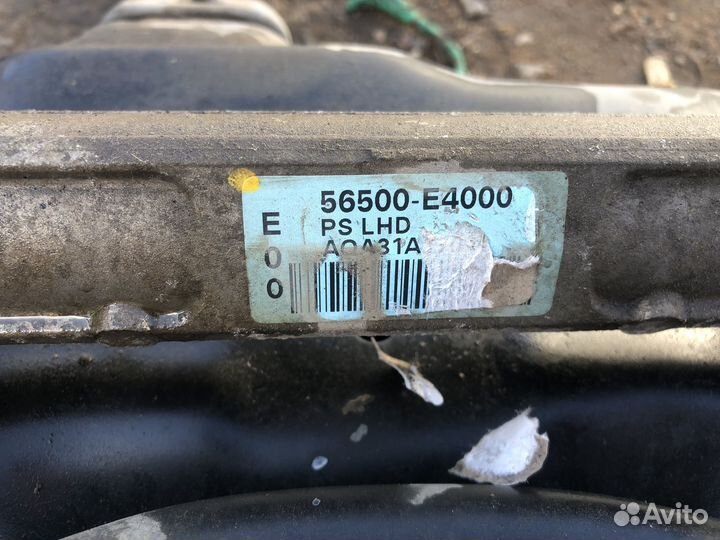 56500-E4000
E PS LHD
0 AOA31A
0
Avito